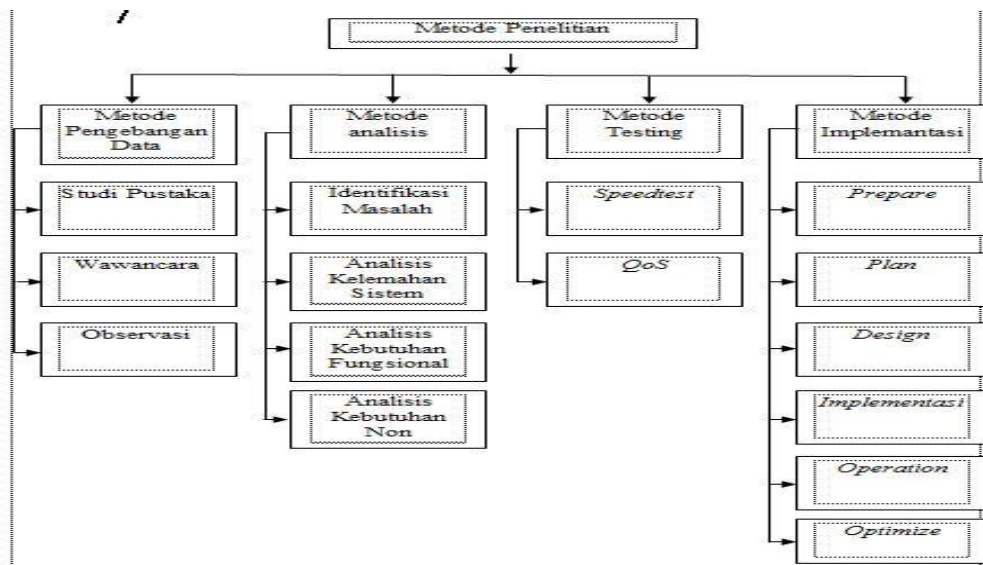 Metode Penelitian
Metode
Pengebangan
Data
Studi Pustaka
Wawancara
Observasi
Metode
analisis
Identifikasi
Masalah
Analisis
Kelemahan
Sistem
Analisis
Kebutuhan
Fungsional
Analisis
Kebutuhan
Non
Metode
Testing
Speedtest
QoS
Metode
Implemantasi
Prepare
Plan
Design
Implementasi
Operation
Optimize